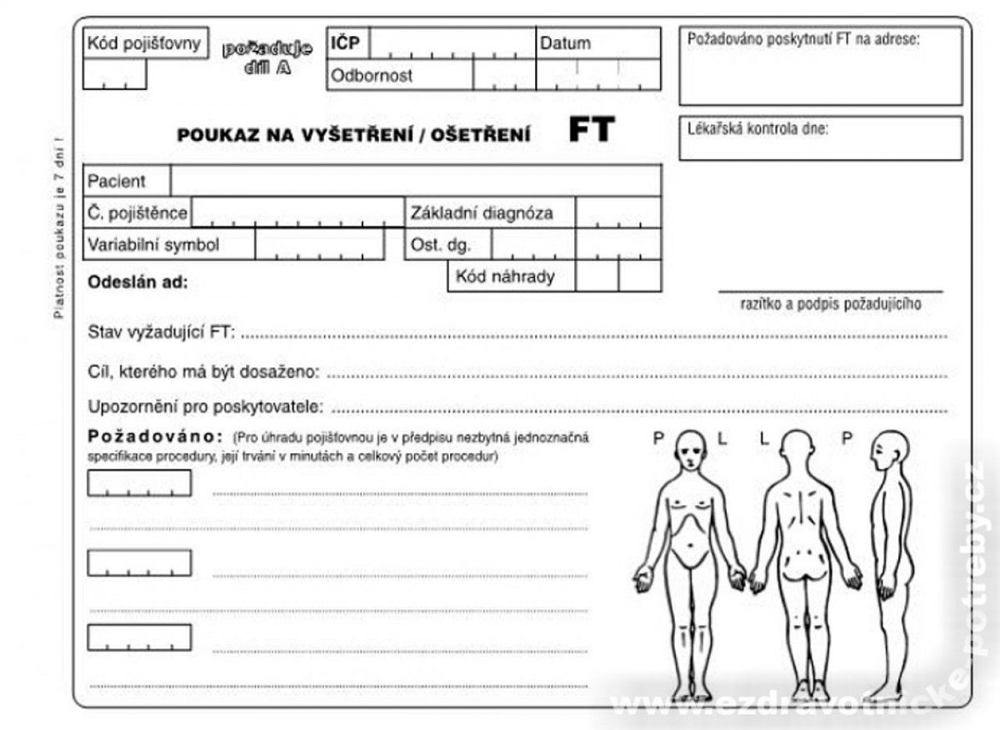 Kód pojišťovny
požaduje
díl A
IČP
Datum
Odbornost
Požadováno poskytnutí FT na adrese:
Lékařská kontrola dne:
POUKAZ NA VYŠETŘENÍ / OŠETŘENÍ FT
Platnost poukazu je 7 dní !
Pacient
Č. pojištěnce
Základní diagnóza
Variabilní symbol
Ost. dg.
Kód náhrady
Odeslán ad:
razítko a podpis požadujícího
Stav vyžadující FT:
Cíl, kterého má být dosaženo:
Upozornění pro poskytovatele:
Požadováno: (Pro úhradu pojišťovnou je v předpisu nezbytná jednoznačná
specifikace procedury, její trvání v minutách a celkový počet procedur)
P L L P
www.ezdravotnicke-potreby.cz